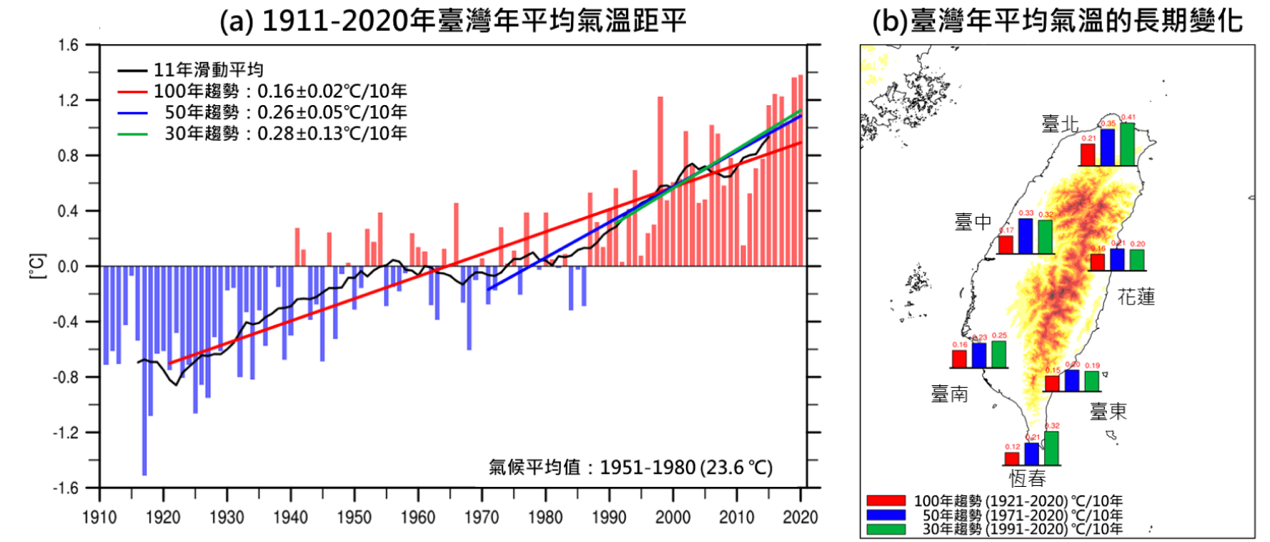 (a) 1911-2020年臺灣年平均氣溫距平
1.6
1.2
0.8
0.4
0.0
-0.4
-0.8
-1.2
-1.6
[°C]
11年滑動平均
100年趨勢：0.16±0.02℃/10年
50年趨勢：0.26±0.05℃/10年
30年趨勢：0.28±0.13℃/10年
氣候平均值：1951-1980 (23.6 ℃)
1910 1920 1930 1940 1950 1960 1970 1980 1990 2000 2010 2020
(b)臺灣年平均氣溫的長期變化
臺北
0.21 0.35 0.41
臺中
0.17 0.33 0.32
0.16 0.21 0.20
花蓮
0.16 0.23 0.25
臺南
0.15 0.20 0.19
臺東
0.12 0.21 0.32
恆春
100年趨勢 (1921-2020) ℃/10年
50年趨勢 (1971-2020) ℃/10年
30年趨勢 (1991-2020) ℃/10年